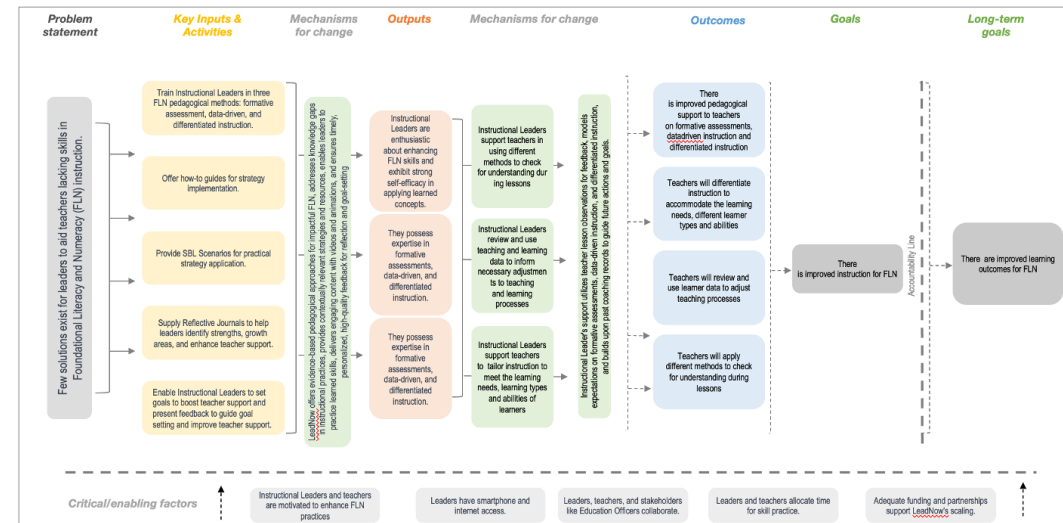 Problem
statement
Key Inputs &
Activities
Mechanisms
for change
Outputs
Mechanisms for change
Outcomes
Goals
Long-term
goals
Few solutions exist for leaders to aid teachers lacking skills in
Foundational Literacy and Numeracy (FLN) instruction.
Train Instructional Leaders in three
FLN pedagogical methods: formative
assessment, data-driven, and
differentiated instruction.
Offer how-to guides for strategy
implementation.
Provide SBL Scenarios for practical
strategy application.
Supply Reflective Journals to help
leaders identify strengths, growth
areas, and enhance teacher support.
Enable Instructional Leaders to set
goals to boost teacher support and
present feedback to guide goal
setting and improve teacher support.
LeadNow offers evidence-based pedagogical approaches for impactful FLN, addresses knowledge gaps
in instructional practices, provides contextually relevant strategies and resources, enables leaders to
practice learned skills, delivers engaging content with videos and animations, and ensures timely,
personalized, high-quality feedback for reflection and goal-setting
Instructional
Leaders are
enthusiastic
about enhancing
FLN skills and
exhibit strong
self-efficacy in
applying learned
concepts.
They possess
expertise in
formative
assessments,
data-driven, and
differentiated
instruction.
They possess
expertise in
formative
assessments,
data-driven, and
differentiated
instruction.
Instructional Leaders
support teachers in
using different
methods to check
for understanding du
ring lessons
Instructional Leaders
review and use
teaching and learning
data to inform
necessary adjustmen
ts to teaching and
learning processes
Instructional Leaders
support teachers
to tailor instruction to
meet the learning
needs, learning types
and abilities of
learners
Instructional Leader's support utilizes teacher lesson observations for feedback, models
expectations on formative assessments, data-driven instruction, and differentiated instruction,
and builds upon past coaching records to guide future actions and goals.
There
is improved pedagogical
support to teachers
on formative assessments,
datadriven instruction and
differentiated instruction
Teachers will differentiate
instruction to
accommodate the learning
needs, different learner
types and abilities
Teachers will review and
use learner data to adjust
teaching processes
Teachers will apply
different methods to check
for understanding during
lessons
There
is improved instruction for FLN
Accountability Line
There are improved learning
outcomes for FLN
Critical/enabling factors
Instructional Leaders and teachers
are motivated to enhance FLN
practices
Leaders have smartphone and
internet access.
Leaders, teachers, and stakeholders
like Education Officers collaborate.
Leaders and teachers allocate time
for skill practice.
Adequate funding and partnerships
support LeadNow's scaling.